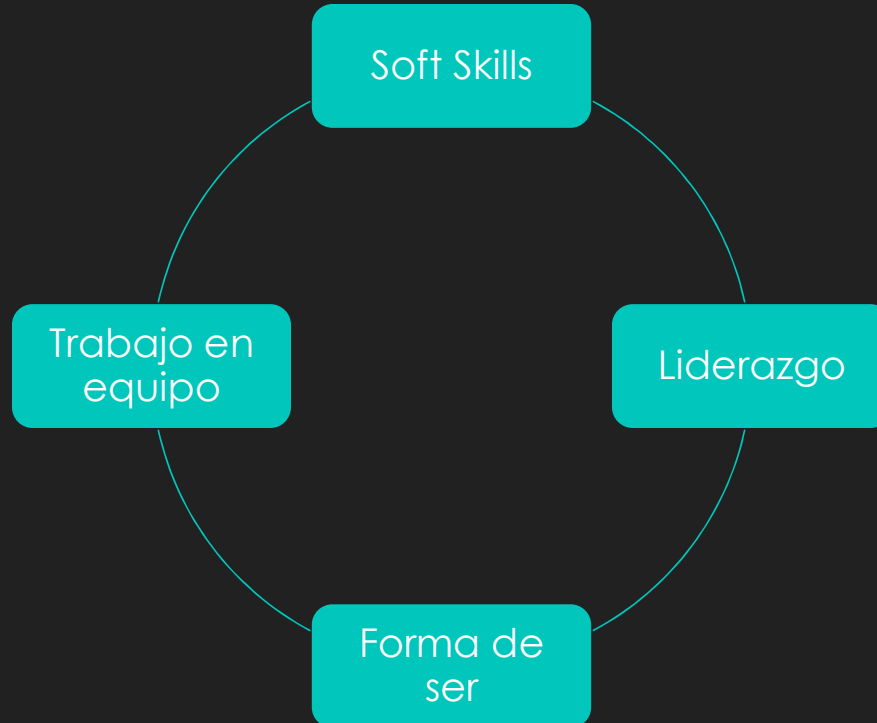 Soft Skills
Trabajo en
equipo
Liderazgo
Forma de
ser